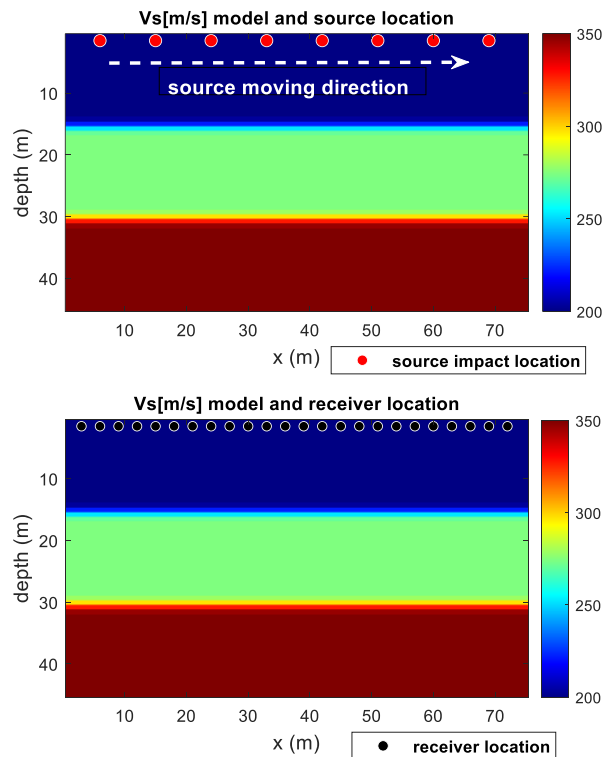 Vs[m/s] model and source location
source moving direction
depth (m)
10
20
30
40
10 20 30 40 50 60 70
x (m)
350
300
250
200
source impact location
Vs[m/s] model and receiver location
depth (m)
10
20
30
40
10 20 30 40 50 60 70
x (m)
350
300
250
200
receiver location